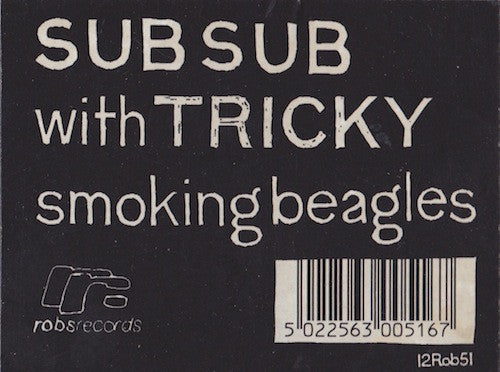 SUB SUB
with TRICKY
smoking beagles
robsrecords
5 022563 005167
12Rob51